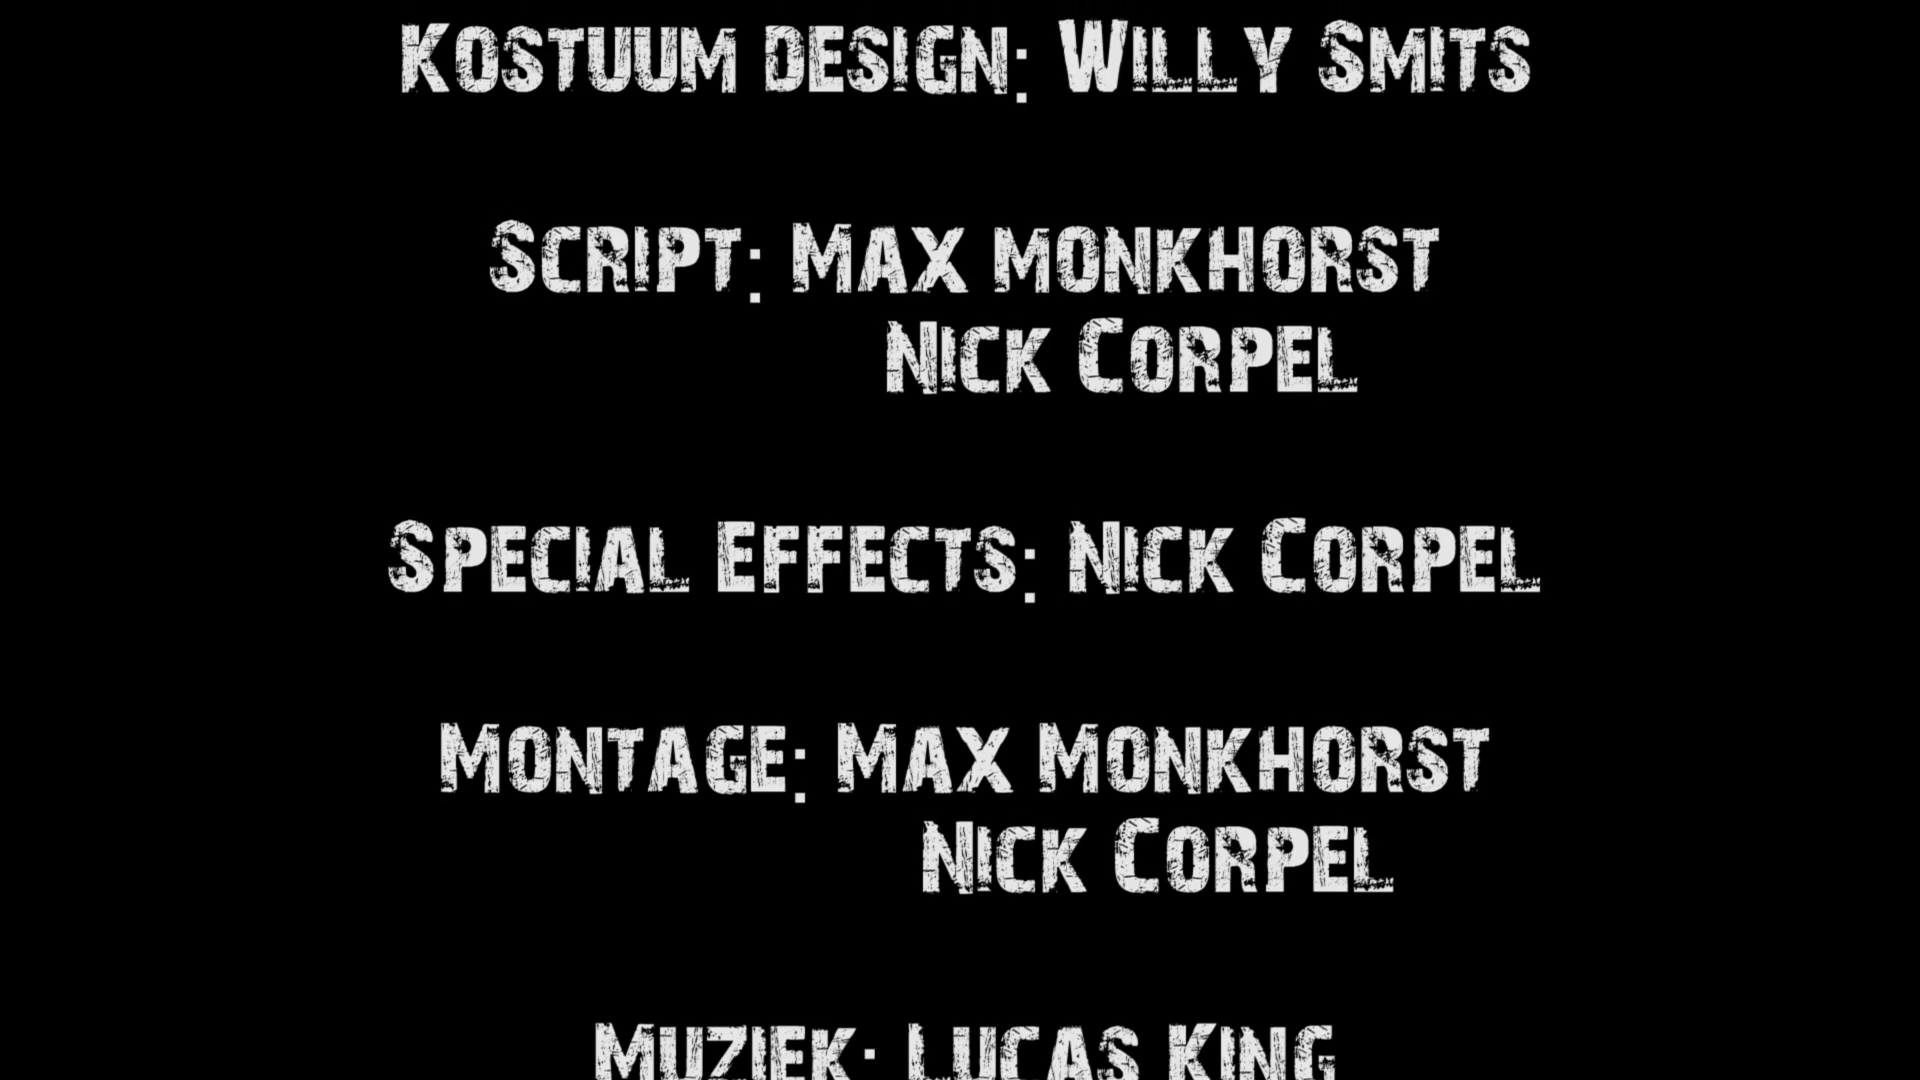 Kostuum design: Willy Smits
Script: Max monkhorst
Nick Corpel
Special Effects: Nick Corpel
Montage: Max Monkhorst
Nick Corpel
Muziek: Lucas King